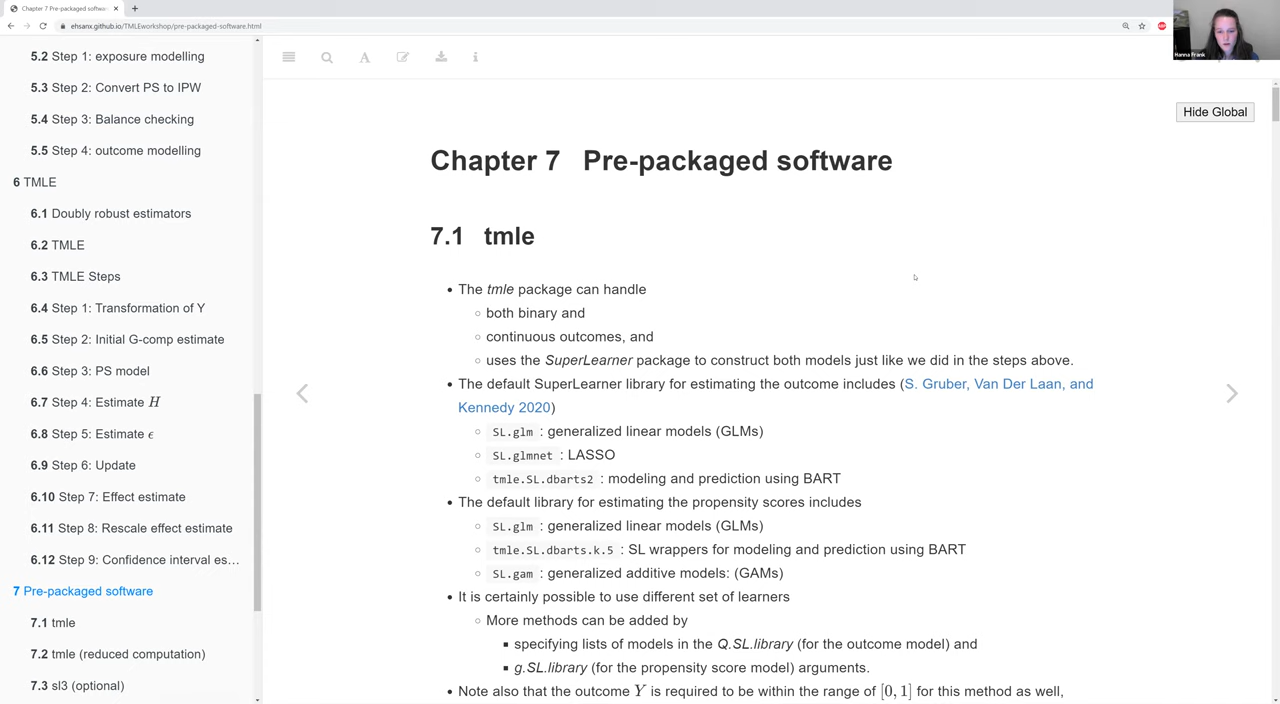 Chapter 7 Pre-packaged softwar
ehsanx.github.io/TMLEworkshop/pre-packaged-software.html
Hanna Frank
5.2 Step 1: exposure modelling
5.3 Step 2: Convert PS to IPW
5.4 Step 3: Balance checking
5.5 Step 4: outcome modelling
6 TMLE
6.1 Doubly robust estimators
6.2 TMLE
6.3 TMLE Steps
6.4 Step 1: Transformation of Y
6.5 Step 2: Initial G-comp estimate
6.6 Step 3: PS model
6.7 Step 4: Estimate H
6.8 Step 5: Estimate ϵ
6.9 Step 6: Update
6.10 Step 7: Effect estimate
6.11 Step 8: Rescale effect estimate
6.12 Step 9: Confidence interval es…
7 Pre-packaged software
7.1 tmle
7.2 tmle (reduced computation)
7.3 sl3 (optional)
Hide Global
Chapter 7 Pre-packaged software
7.1 tmle
• The tmle package can handle
◦ both binary and
◦ continuous outcomes, and
◦ uses the SuperLearner package to construct both models just like we did in the steps above.
• The default SuperLearner library for estimating the outcome includes (S. Gruber, Van Der Laan, and
Kennedy 2020)
◦ SL.glm : generalized linear models (GLMs)
◦ SL.glmnet : LASSO
◦ tmle.SL.dbarts2 : modeling and prediction using BART
• The default library for estimating the propensity scores includes
◦ SL.glm : generalized linear models (GLMs)
◦ tmle.SL.dbarts.k.5 : SL wrappers for modeling and prediction using BART
◦ SL.gam : generalized additive models: (GAMs)
• It is certainly possible to use different set of learners
◦ More methods can be added by
▪ specifying lists of models in the Q.SL.library (for the outcome model) and
▪ g.SL.library (for the propensity score model) arguments.
• Note also that the outcome Y is required to be within the range of [0, 1] for this method as well,